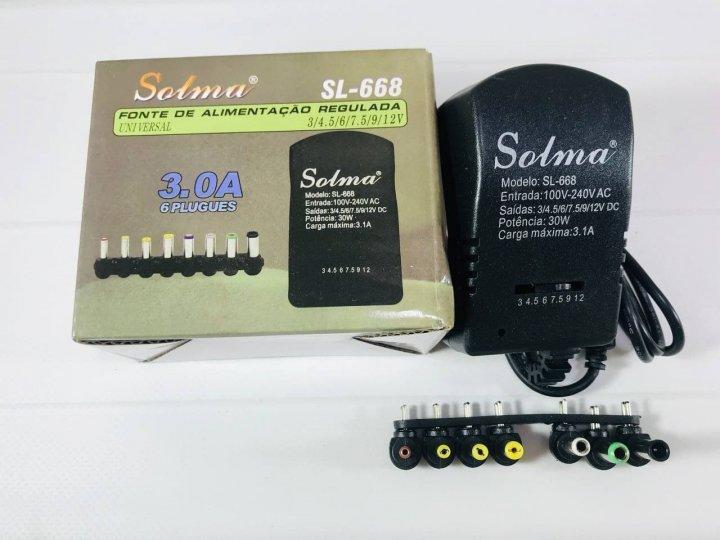 Solma®
SL-668
FONTE DE ALIMENTAÇÃO REGULADA
UNIVERSAL
3/4.5/6/7.5/9/12V
3.0A
6 PLUGUES
Solma®
Modelo: SL-668
Entrada:100V-240V AC
Saídas: 3/4.5/6/7.5/9/12V DC
Potência: 30W
Carga máxima:3.1A
3 4.5 6 7.5 9 12
Solma®
Modelo: SL-668
Entrada:100V-240V AC
Saídas: 3/4.5/6/7.5/9/12V DC
Potência: 30W
Carga máxima:3.1A
3 4.5 6 7.5 9 12